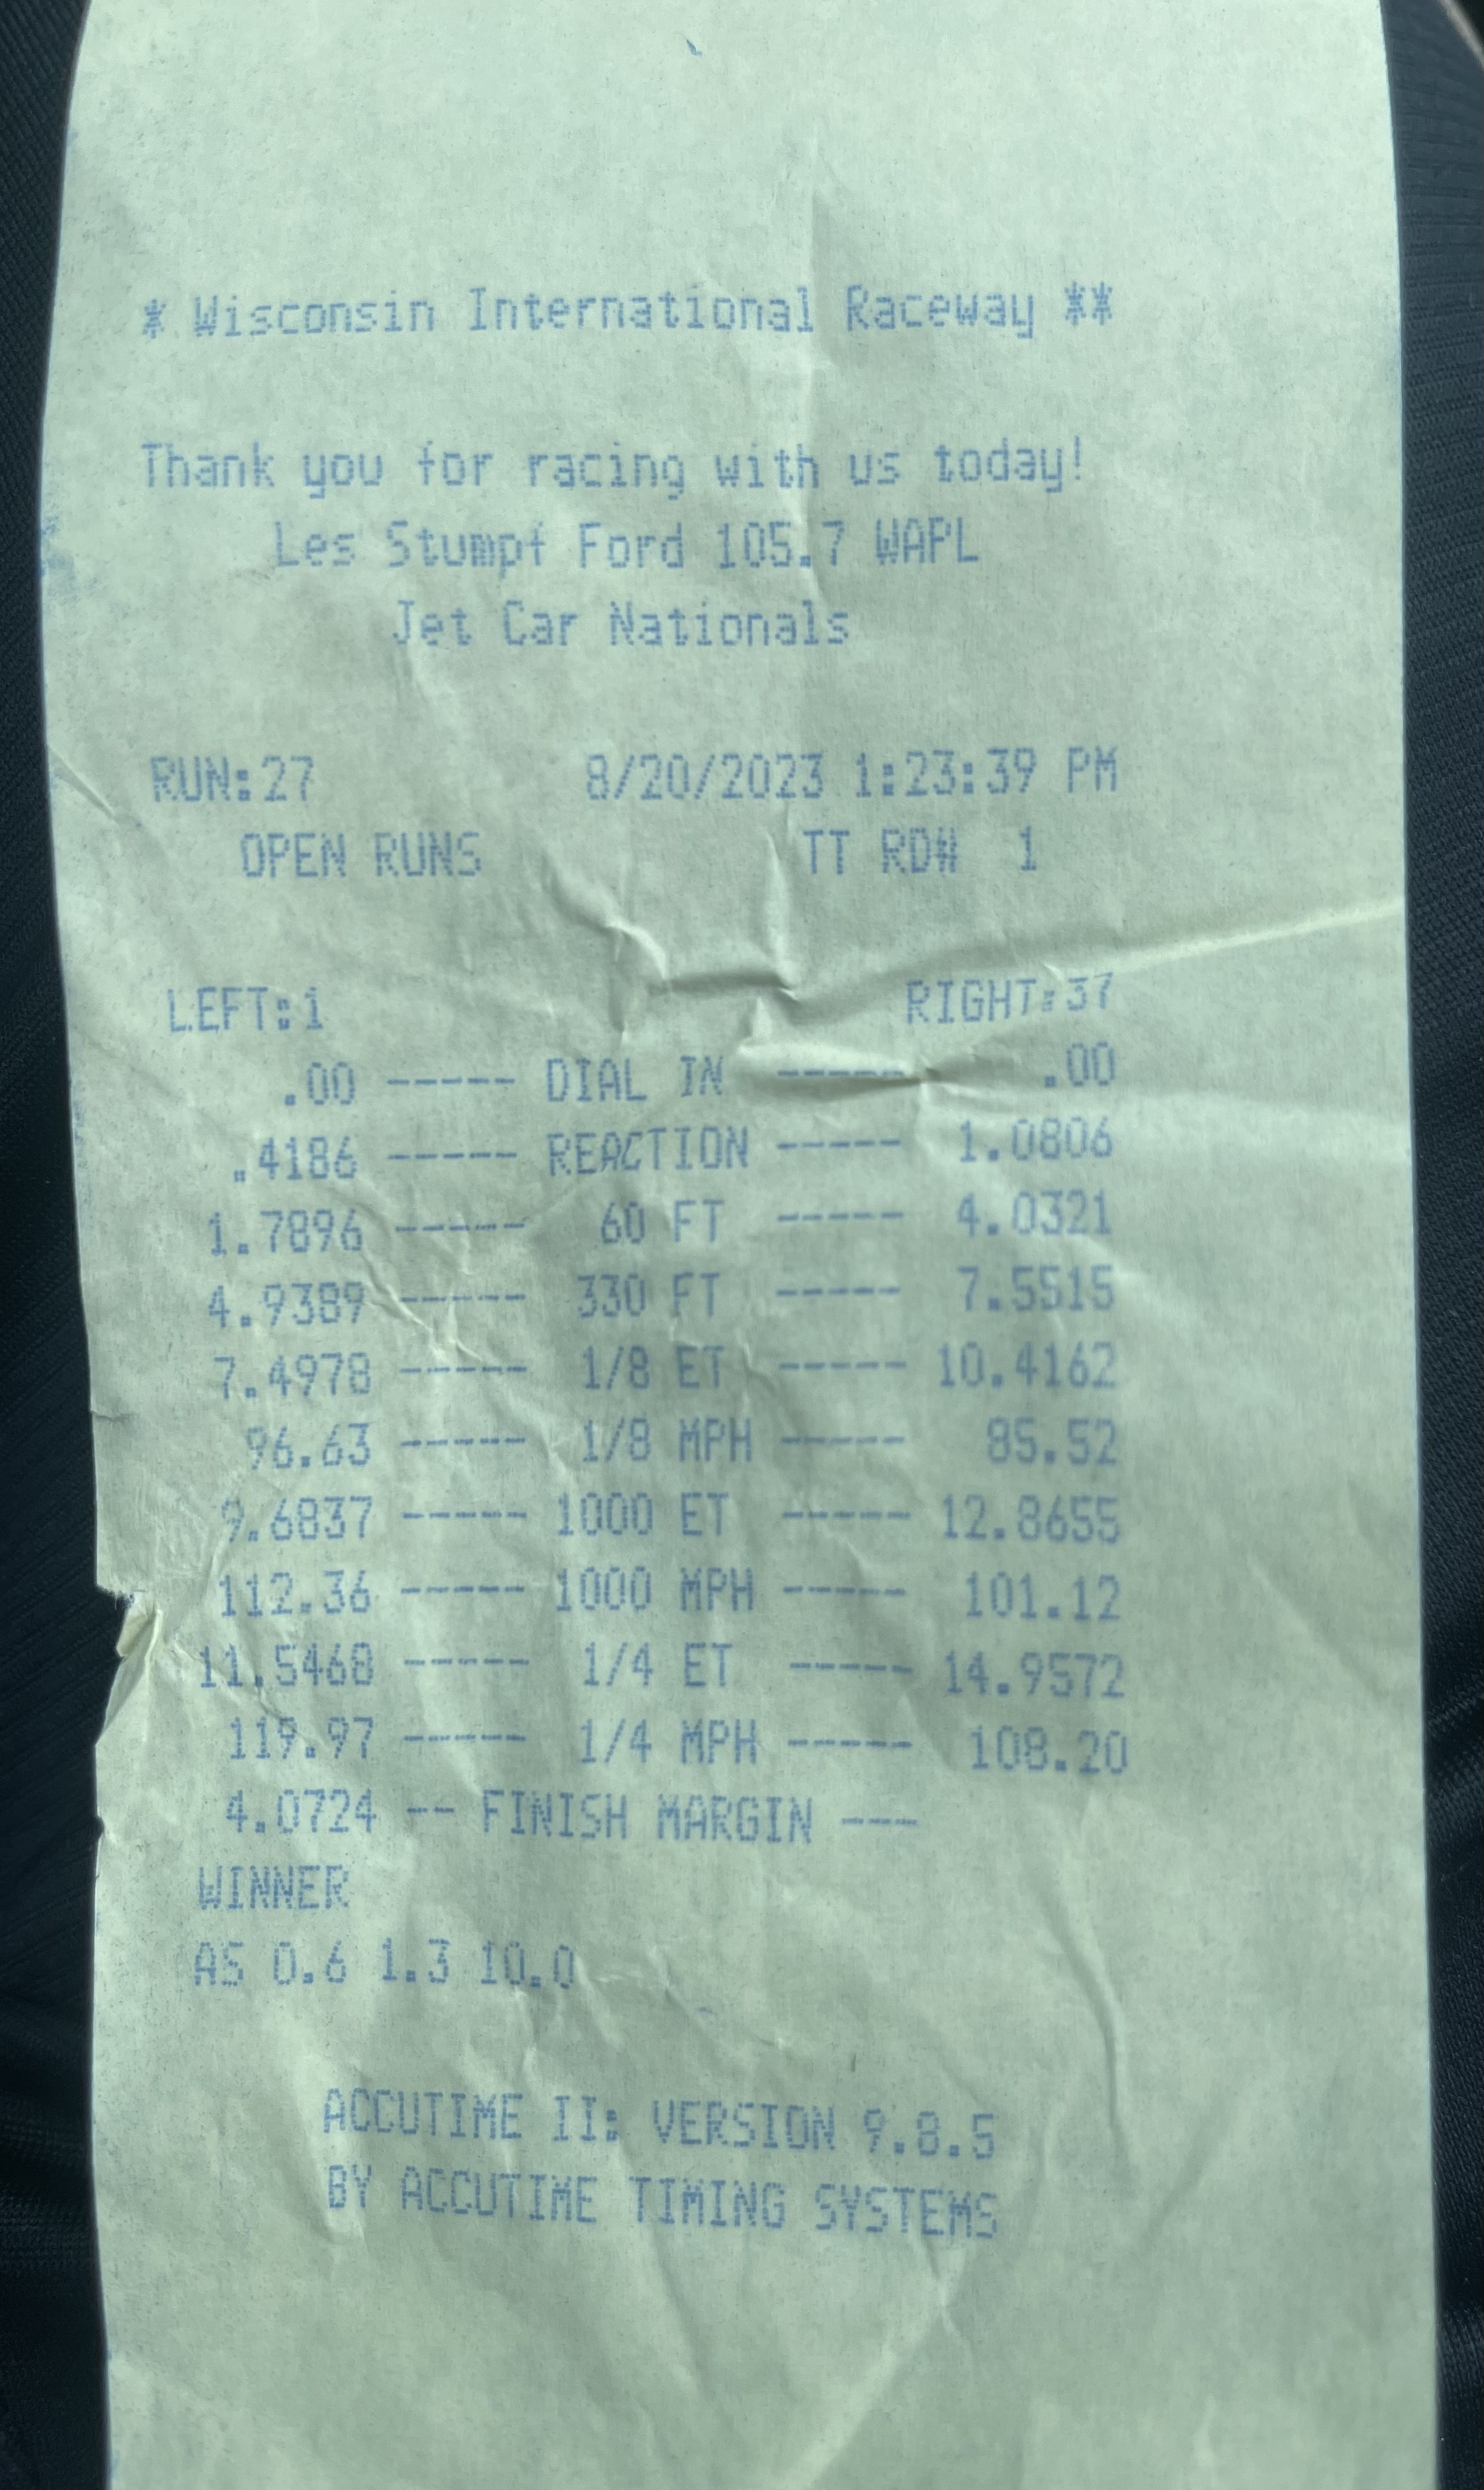 * Wisconsin International Raceway **
Thank you for racing with us today!
Les Stumpf Ford 105.7 WAPL
Jet Car Nationals
RUN:27 8/20/2023 1:23:39 PM
OPEN RUNS TT RD# 1
LEFT:1 RIGHT:37
.00 ----- DIAL IN ----- .00
.4186 ----- REACTION ----- 1.0806
1.7896 ----- 60 FT ----- 4.0321
4.9389 ----- 330 FT ----- 7.5515
7.4978 ----- 1/8 ET ----- 10.4162
96.63 ----- 1/8 MPH ----- 85.52
9.6837 ----- 1000 ET ----- 12.8655
112.36 ----- 1000 MPH ----- 101.12
11.5468 ----- 1/4 ET ----- 14.9572
119.97 ----- 1/4 MPH ----- 108.20
4.0724 -- FINISH MARGIN ---
WINNER
AS 0.6 1.3 10.0
ACCUTIME II: VERSION 9.8.5
BY ACCUTIME TIMING SYSTEMS